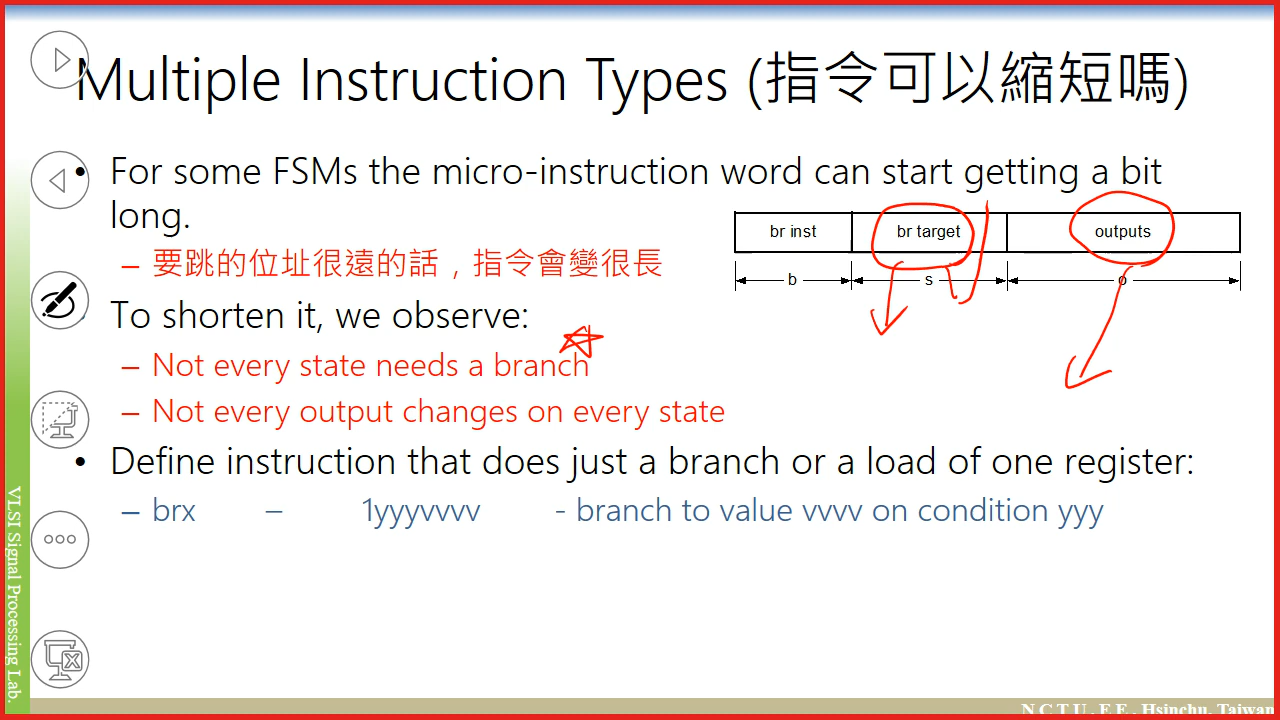 Multiple Instruction Types (指令可以縮短嗎)
• For some FSMs the micro-instruction word can start getting a bit
long.
– 要跳的位址很遠的話，指令會變很長
br inst br target outputs
b s o
To shorten it, we observe:
– Not every state needs a branch
– Not every output changes on every state
• Define instruction that does just a branch or a load of one register:
– brx – 1yyyvvvv - branch to value vvvv on condition yyy
VLSI Signal Processing Lab.
N C T U . E E , Hsinchu, Taiwan